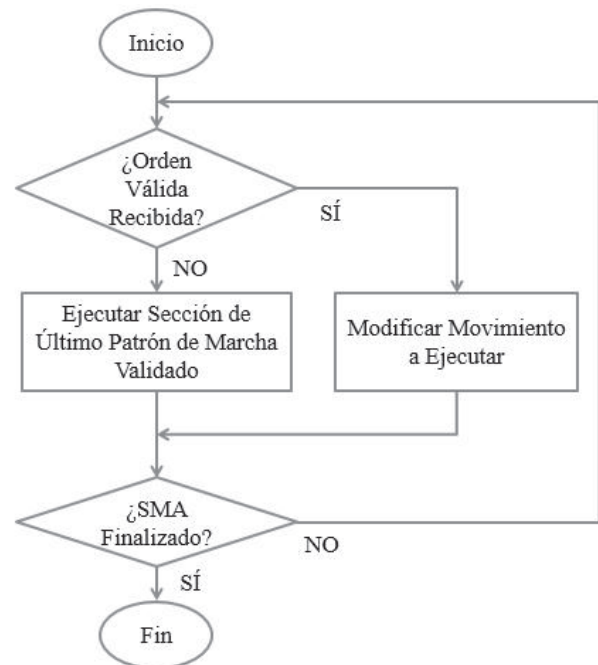 Inicio
¿Orden
Válida
Recibida?
SÍ
NO
Ejecutar Sección de
Último Patrón de Marcha
Validado
Modificar Movimiento
a Ejecutar
¿SMA
Finalizado?
NO
SÍ
Fin